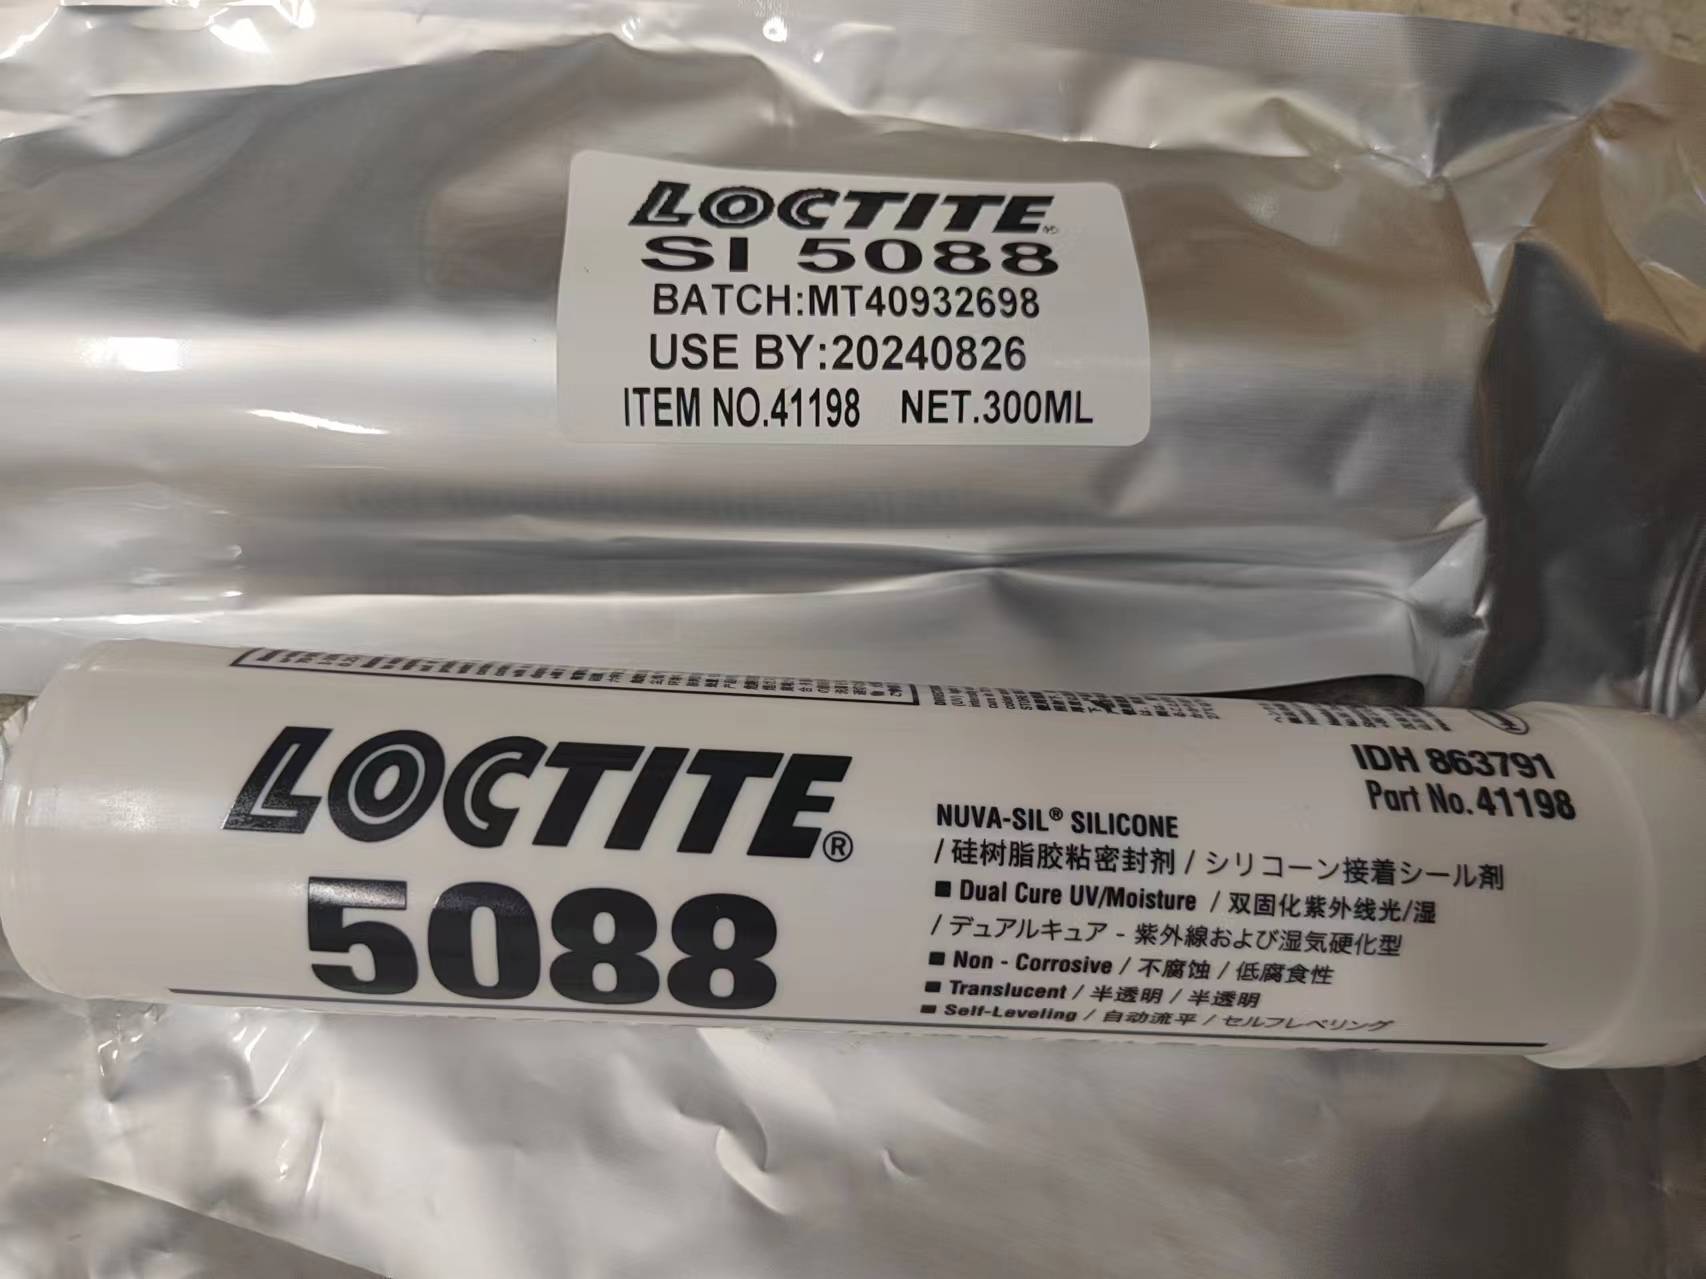 LOCTITE®
SI 5088
BATCH:MT40932698
USE BY:20240826
ITEM NO.41198 NET.300ML
IDH 863791
Part No. 41198
LOCTITE®
5088
NUVA-SIL® SILICONE
/ 硅树脂胶粘密封剂 / シリコーン接着シール剤
■ Dual Cure UV/Moisture / 双固化紫外线光/湿
/ デュアルキュア - 紫外線および湿気硬化型
■ Non - Corrosive / 不腐蚀 / 低腐食性
■ Translucent / 半透明 / 半透明
■ Self-Leveling / 自动流平 / セルフレベリング